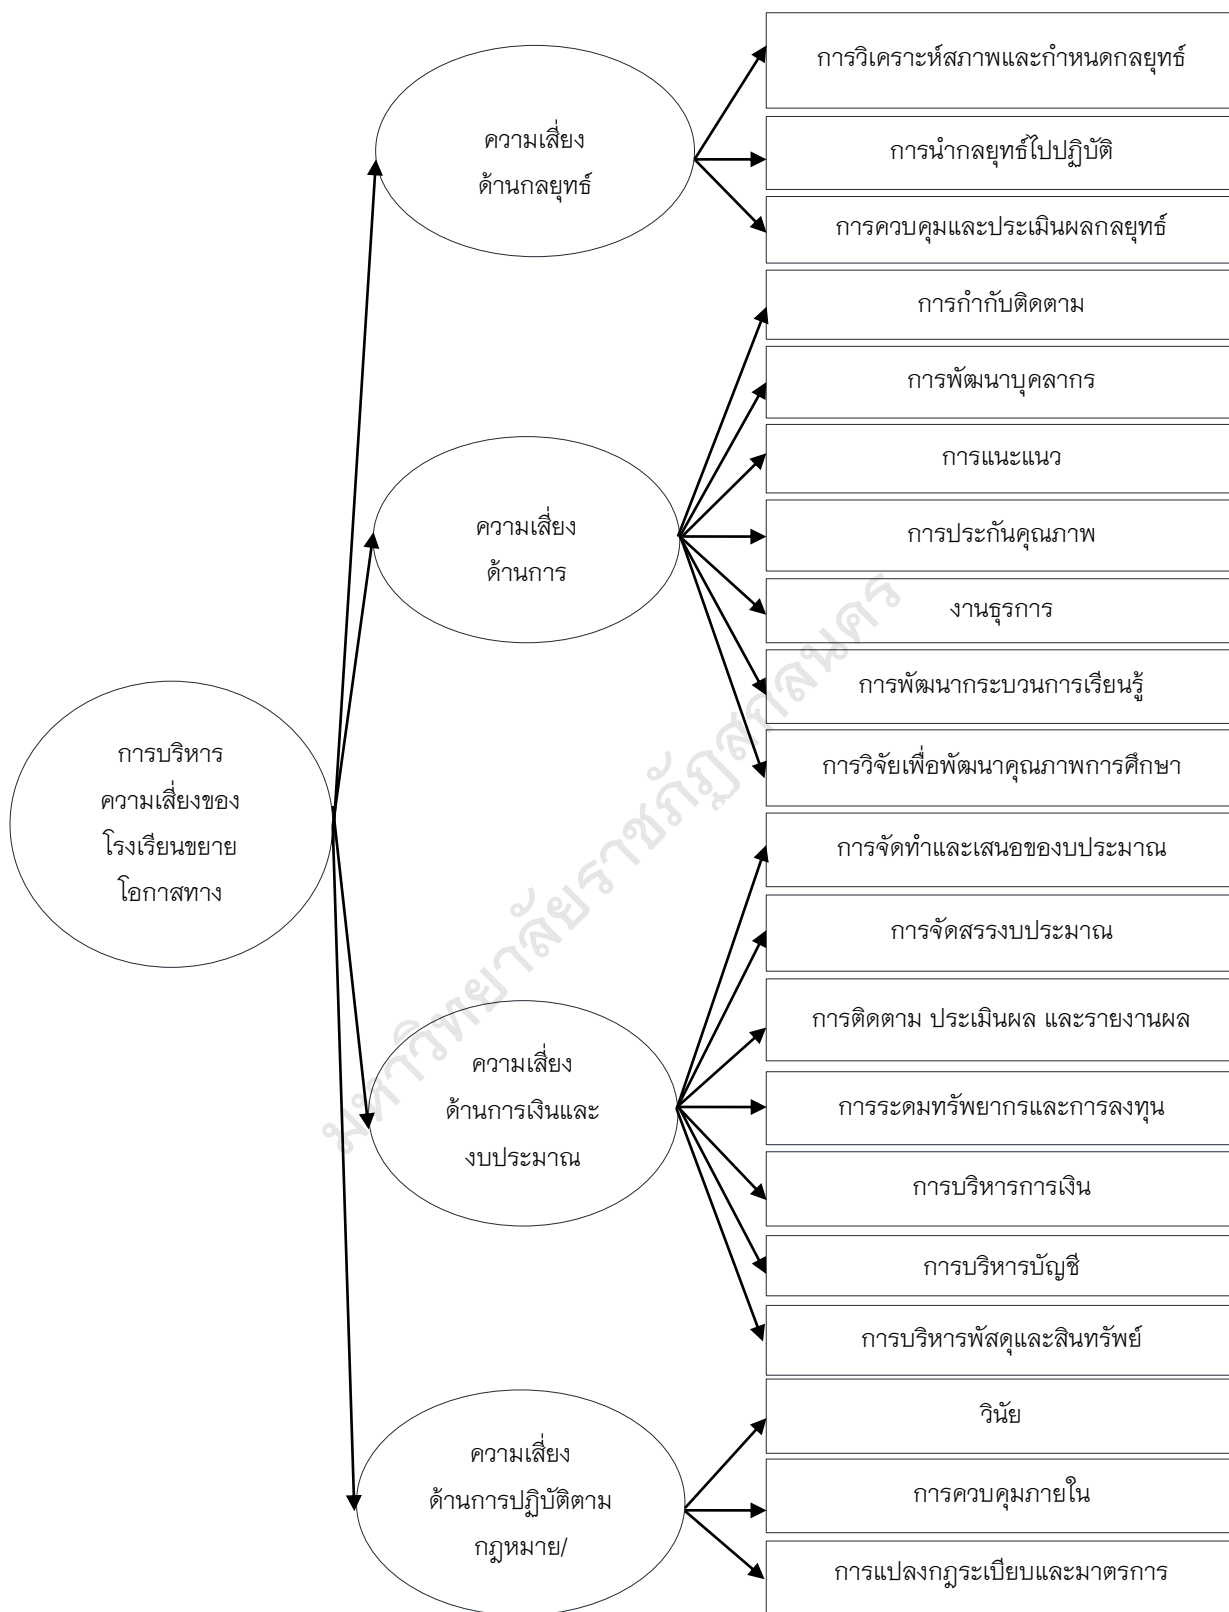 การบริหาร
ความเสี่ยงของ
โรงเรียนขยาย
โอกาสทาง
ความเสี่ยง
ด้านกลยุทธ์
การวิเคราะห์สภาพและกำหนดกลยุทธ์
การนำกลยุทธ์ไปปฏิบัติ
การควบคุมและประเมินผลกลยุทธ์
ความเสี่ยง
ด้านการ
การกำกับติดตาม
การพัฒนาบุคลากร
การแนะแนว
การประกันคุณภาพ
งานธุรการ
การพัฒนากระบวนการเรียนรู้
การวิจัยเพื่อพัฒนาคุณภาพการศึกษา
ความเสี่ยง
ด้านการเงินและ
งบประมาณ
การจัดทำและเสนอของบประมาณ
การจัดสรรงบประมาณ
การติดตาม ประเมินผล และรายงานผล
การระดมทรัพยากรและการลงทุน
การบริหารการเงิน
การบริหารบัญชี
การบริหารพัสดุและสินทรัพย์
ความเสี่ยง
ด้านการปฏิบัติตาม
กฎหมาย/
วินัย
การควบคุมภายใน
การแปลงกฎระเบียบและมาตรการ
มหาวิทยาลัยราชภัฏสกลนคร